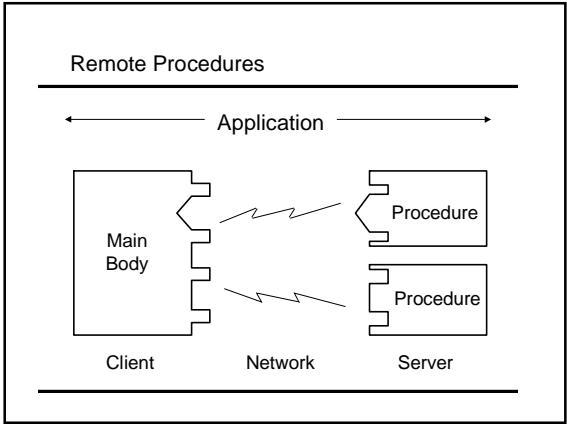 Remote Procedures
Application
Main
Body
Procedure
Procedure
Client
Network
Server